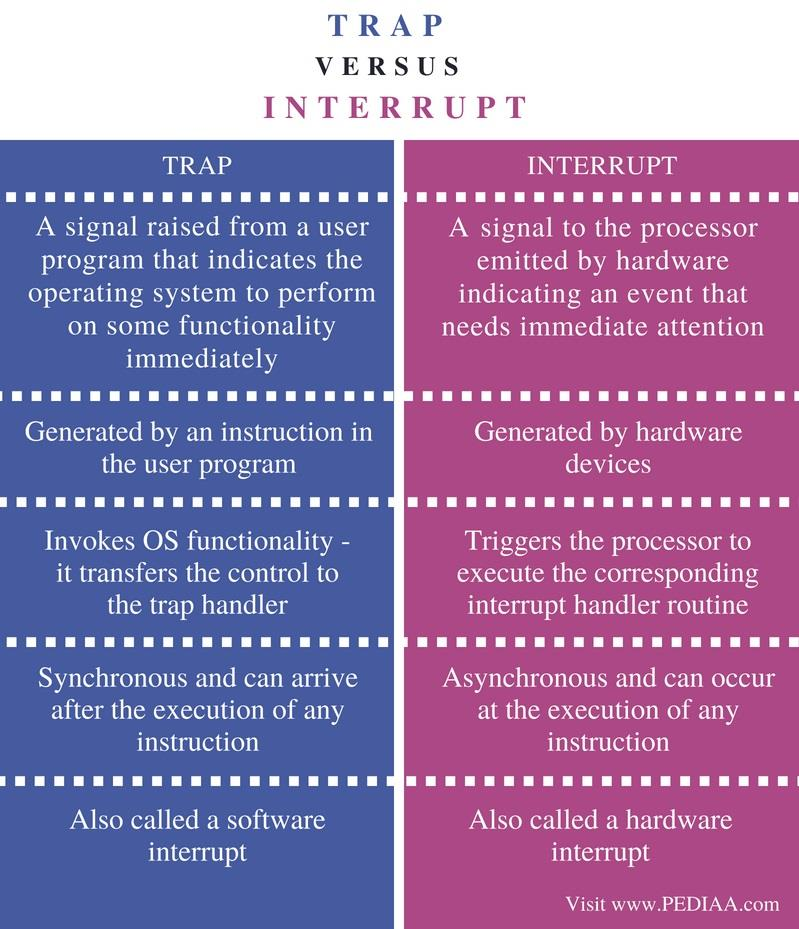 TRAP
VERSUS
INTERRUPT
TRAP
A signal raised from a user
program that indicates the
operating system to perform
on some functionality
immediately
Generated by an instruction in
the user program
Invokes OS functionality -
it transfers the control to
the trap handler
Synchronous and can arrive
after the execution of any
instruction
Also called a software
interrupt
INTERRUPT
A signal to the processor
emitted by hardware
indicating an event that
needs immediate attention
Generated by hardware
devices
Triggers the processor to
execute the corresponding
interrupt handler routine
Asynchronous and can occur
at the execution of any
instruction
Also called a hardware
interrupt
Visit www.PEDIAA.com